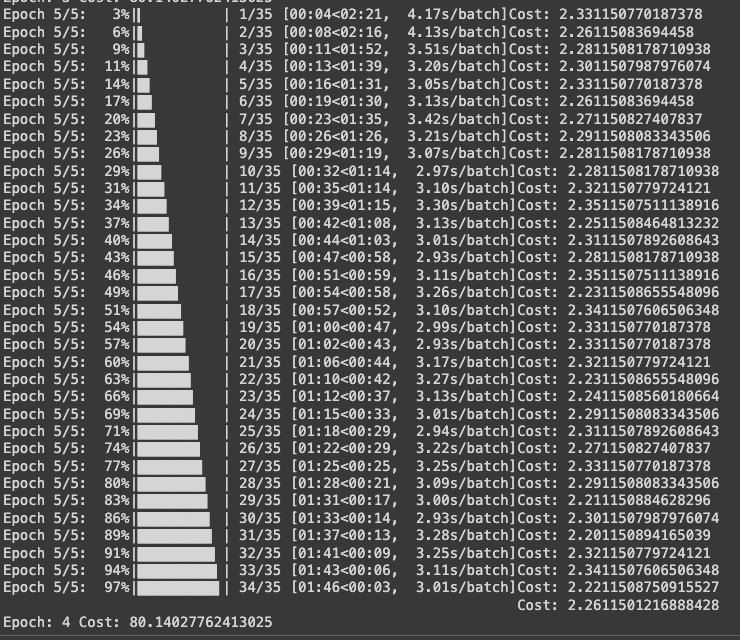 Epoch 5/5:   3%| | 1/35 [00:04<02:21,  4.17s/batch]Cost: 2.331150770187378
Epoch 5/5:   6%| | 2/35 [00:08<02:16,  4.13s/batch]Cost: 2.26115083694458
Epoch 5/5:   9%| | 3/35 [00:11<01:52,  3.51s/batch]Cost: 2.2811508178710938
Epoch 5/5:  11%| | 4/35 [00:13<01:39,  3.20s/batch]Cost: 2.3011507987976074
Epoch 5/5:  14%| | 5/35 [00:16<01:31,  3.05s/batch]Cost: 2.331150770187378
Epoch 5/5:  17%| | 6/35 [00:19<01:30,  3.13s/batch]Cost: 2.26115083694458
Epoch 5/5:  20%| | 7/35 [00:23<01:35,  3.42s/batch]Cost: 2.271150827407837
Epoch 5/5:  23%| | 8/35 [00:26<01:26,  3.21s/batch]Cost: 2.2911508083343506
Epoch 5/5:  26%| | 9/35 [00:29<01:19,  3.07s/batch]Cost: 2.2811508178710938
Epoch 5/5:  29%| | 10/35 [00:32<01:14,  2.97s/batch]Cost: 2.2811508178710938
Epoch 5/5:  31%| | 11/35 [00:35<01:14,  3.10s/batch]Cost: 2.321150779724121
Epoch 5/5:  34%| | 12/35 [00:39<01:15,  3.30s/batch]Cost: 2.3511507511138916
Epoch 5/5:  37%| | 13/35 [00:42<01:08,  3.13s/batch]Cost: 2.2511508464813232
Epoch 5/5:  40%| | 14/35 [00:44<01:03,  3.01s/batch]Cost: 2.3111507892608643
Epoch 5/5:  43%| | 15/35 [00:47<00:58,  2.93s/batch]Cost: 2.2811508178710938
Epoch 5/5:  46%| | 16/35 [00:51<00:59,  3.11s/batch]Cost: 2.3511507511138916
Epoch 5/5:  49%| | 17/35 [00:54<00:58,  3.26s/batch]Cost: 2.2311508655548096
Epoch 5/5:  51%| | 18/35 [00:57<00:52,  3.10s/batch]Cost: 2.3411507606506348
Epoch 5/5:  54%| | 19/35 [01:00<00:47,  2.99s/batch]Cost: 2.331150770187378
Epoch 5/5:  57%| | 20/35 [01:02<00:43,  2.93s/batch]Cost: 2.331150770187378
Epoch 5/5:  60%| | 21/35 [01:06<00:44,  3.17s/batch]Cost: 2.321150779724121
Epoch 5/5:  63%| | 22/35 [01:10<00:42,  3.27s/batch]Cost: 2.2311508655548096
Epoch 5/5:  66%| | 23/35 [01:12<00:37,  3.13s/batch]Cost: 2.2411508560180664
Epoch 5/5:  69%| | 24/35 [01:15<00:33,  3.01s/batch]Cost: 2.2911508083343506
Epoch 5/5:  71%| | 25/35 [01:18<00:29,  2.94s/batch]Cost: 2.3111507892608643
Epoch 5/5:  74%| | 26/35 [01:22<00:29,  3.22s/batch]Cost: 2.271150827407837
Epoch 5/5:  77%| | 27/35 [01:25<00:25,  3.25s/batch]Cost: 2.331150770187378
Epoch 5/5:  80%| | 28/35 [01:28<00:21,  3.09s/batch]Cost: 2.2911508083343506
Epoch 5/5:  83%| | 29/35 [01:31<00:17,  3.00s/batch]Cost: 2.211150884628296
Epoch 5/5:  86%| | 30/35 [01:33<00:14,  2.93s/batch]Cost: 2.3011507987976074
Epoch 5/5:  89%| | 31/35 [01:37<00:13,  3.28s/batch]Cost: 2.201150894165039
Epoch 5/5:  91%| | 32/35 [01:41<00:09,  3.25s/batch]Cost: 2.321150779724121
Epoch 5/5:  94%| | 33/35 [01:43<00:06,  3.11s/batch]Cost: 2.3411507606506348
Epoch 5/5:  97%| | 34/35 [01:46<00:03,  3.01s/batch]Cost: 2.2211508750915527
Cost: 2.2611501216888428
Epoch: 4 Cost: 80.14027762413025